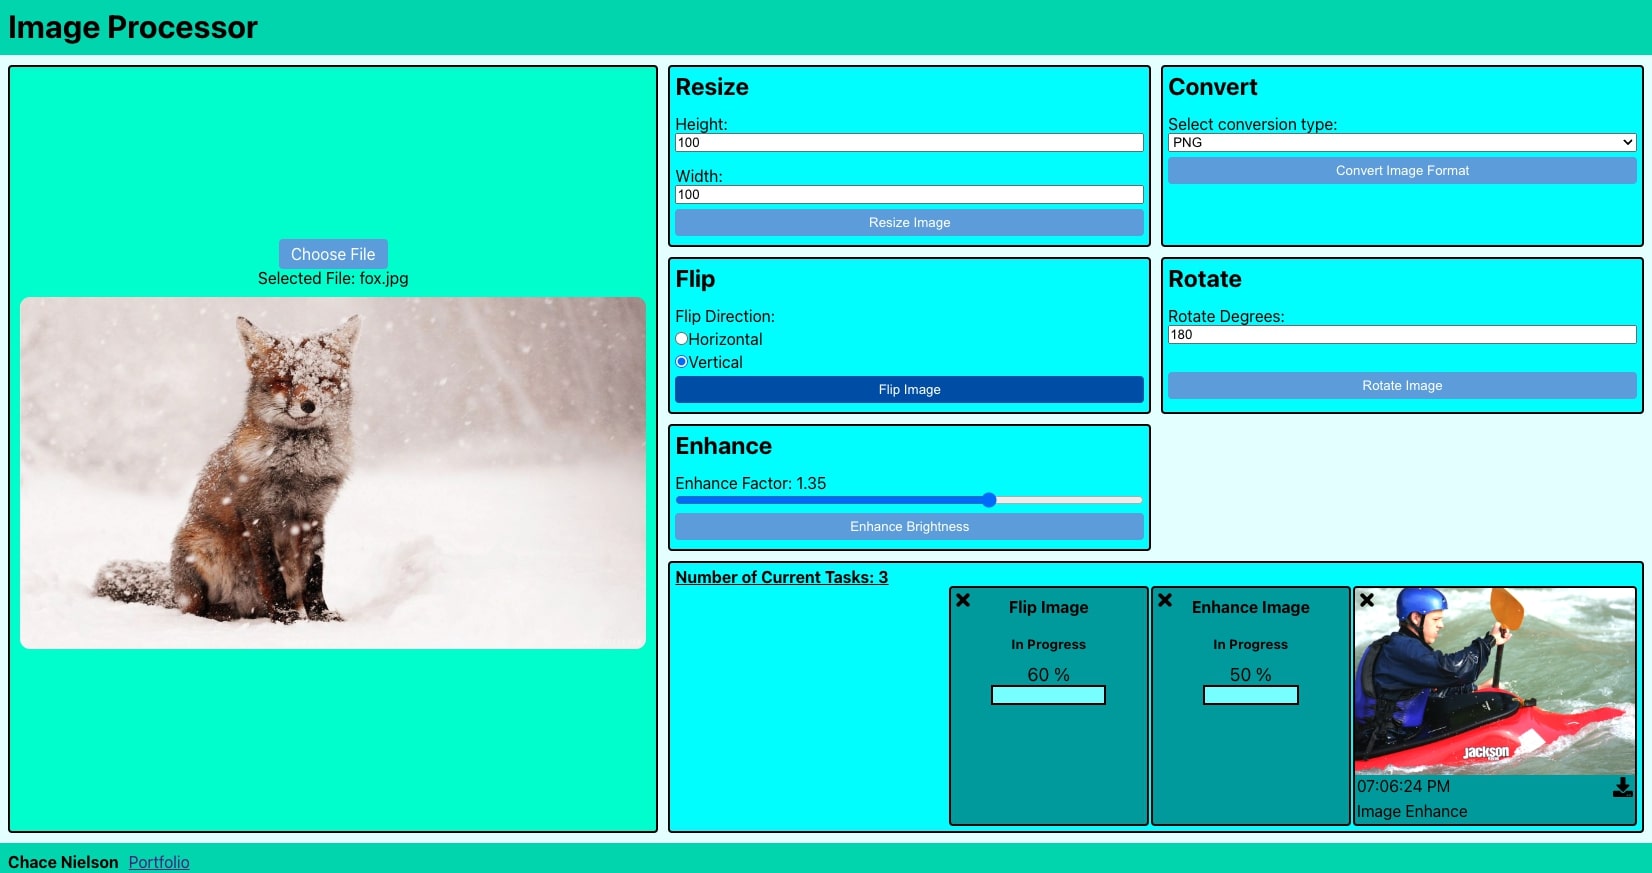 Image Processor
Choose File
Selected File: fox.jpg
Resize
Height:
100
Width:
100
Resize Image
Convert
Select conversion type:
PNG
Convert Image Format
Flip
Flip Direction:
Horizontal
Vertical
Flip Image
Rotate
Rotate Degrees:
180
Rotate Image
Enhance
Enhance Factor: 1.35
Enhance Brightness
Number of Current Tasks: 3
Flip Image
In Progress
60 %
Enhance Image
In Progress
50 %
JACKSON
07:06:24 PM
Image Enhance
Chace Nielson Portfolio